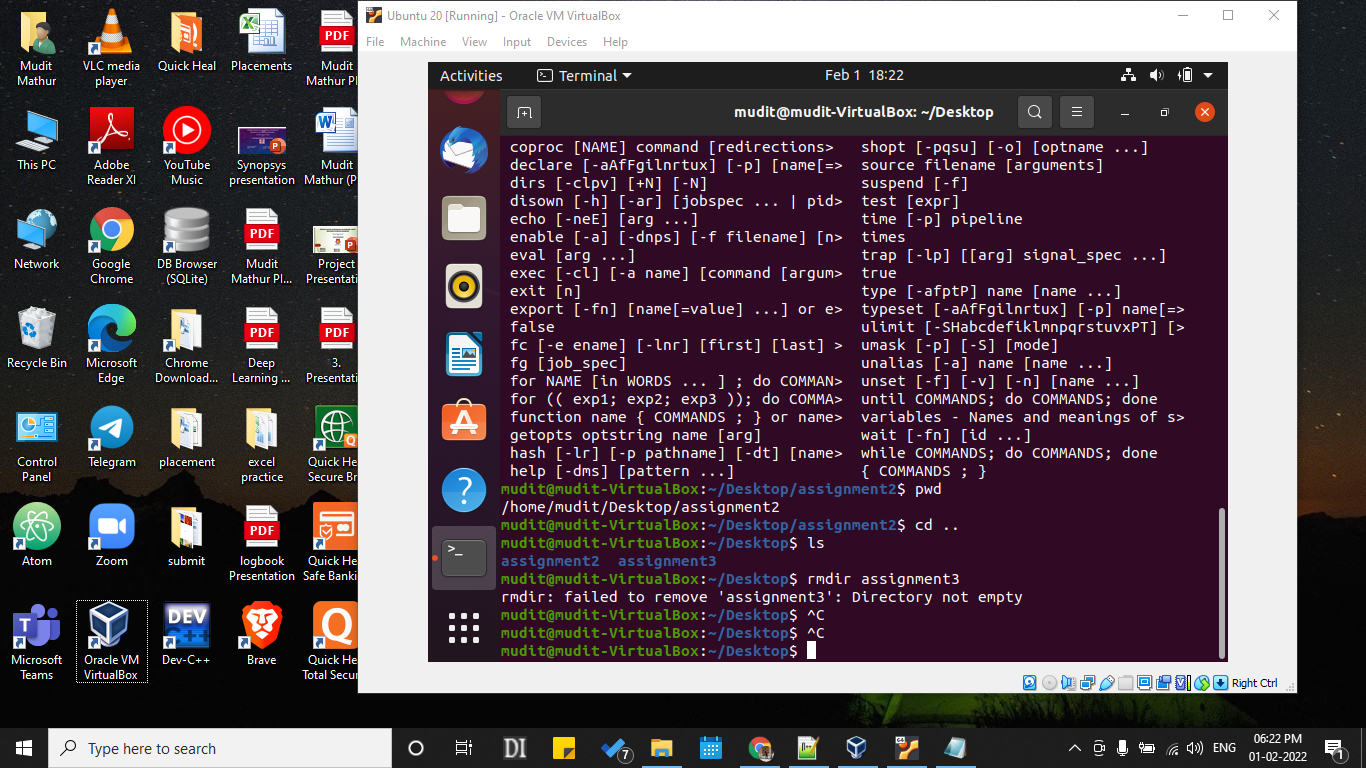 Ubuntu 20 [Running] - Oracle VM VirtualBox
File Machine View Input Devices Help
Activities Terminal Feb 1 18:22
mudit@mudit-VirtualBox: ~/Desktop
coproc [NAME] command [redirections> shopt [-pqsu] [-o] [optname ...]
declare [-aAfFgilnrtux] [-p] [name[=> source filename [arguments]
dirs [-clpv] [+N] [-N] suspend [-f]
disown [-h] [-ar] [jobspec ... | pid> test [expr]
echo [-neE] [arg ...] time [-p] pipeline
enable [-a] [-dnps] [-f filename] [n> times
eval [arg ...] trap [-lp] [[arg] signal_spec ...]
exec [-cl] [-a name] [command [argum> true
exit [n] type [-afptP] name [name ...]
export [-fn] [name[=value] ...] or e> typeset [-aAfFgilnrtux] [-p] name[=>
false ulimit [-SHabcdefiklmnpqrstuvxPT] [>
fc [-e ename] [-lnr] [first] [last] > umask [-p] [-S] [mode]
fg [job_spec] unalias [-a] name [name ...]
for NAME [in WORDS ... ] ; do COMMAN> unset [-f] [-v] [-n] [name ...]
for (( exp1; exp2; exp3 )); do COMMA> until COMMANDS; do COMMANDS; done
function name { COMMANDS ; } or name> variables - Names and meanings of s>
getopts optstring name [arg] wait [-fn] [id ...]
hash [-lr] [-p pathname] [-dt] [name> while COMMANDS; do COMMANDS; done
help [-dms] [pattern ...] { COMMANDS ; }
mudit@mudit-VirtualBox:~/Desktop/assignment2$ pwd
/home/mudit/Desktop/assignment2
mudit@mudit-VirtualBox:~/Desktop/assignment2$ cd ..
mudit@mudit-VirtualBox:~/Desktop$ ls
assignment2 assignment3
mudit@mudit-VirtualBox:~/Desktop$ rmdir assignment3
rmdir: failed to remove 'assignment3': Directory not empty
mudit@mudit-VirtualBox:~/Desktop$ ^C
mudit@mudit-VirtualBox:~/Desktop$ ^C
mudit@mudit-VirtualBox:~/Desktop$
Right Ctrl
PDF
Mudit VLC media Quick Heal Placements Mudit
Mathur player Mathur Pl...
This PC Adobe YouTube Synopsys Mudit
Reader XI Music presentation Mathur (P
PDF
Network Google DB Browser Mudit Project
Chrome (SQLite) Mathur Pl... Presentati
PDF PDF
Recycle Bin Microsoft Chrome Deep 3.
Edge Download... Learning ... Presentati
Control Telegram placement excel Quick He
Panel practice Secure Br
PDF
Atom Zoom submit logbook Quick He
Presentation Safe Banki
DEV
C++
Microsoft Oracle VM Dev-C++ Brave Quick He
Teams VirtualBox Total Secur
Type here to search
DI
7
ENG
06:22 PM
01-02-2022
1